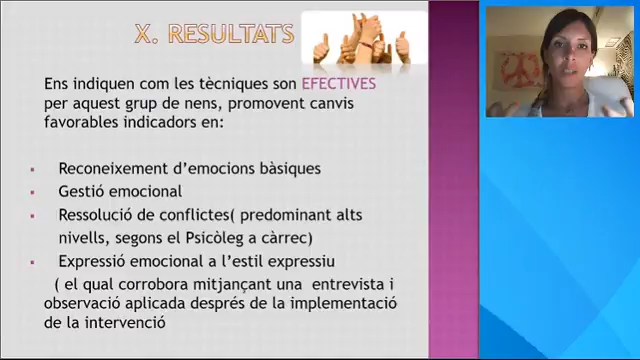 X. RESULTATS
Ens indiquen com les tècniques son EFECTIVES
per aquest grup de nens, promovent canvis
favorables indicadors en:
Reconeixement d'emocions bàsiques
Gestió emocional
Ressolució de conflictes( predominant alts
nivells, segons el Psicòleg a càrrec)
Expressió emocional a l'estil expressiu
( el qual corrobora mitjançant una entrevista i
observació aplicada després de la implementació
de la intervenció